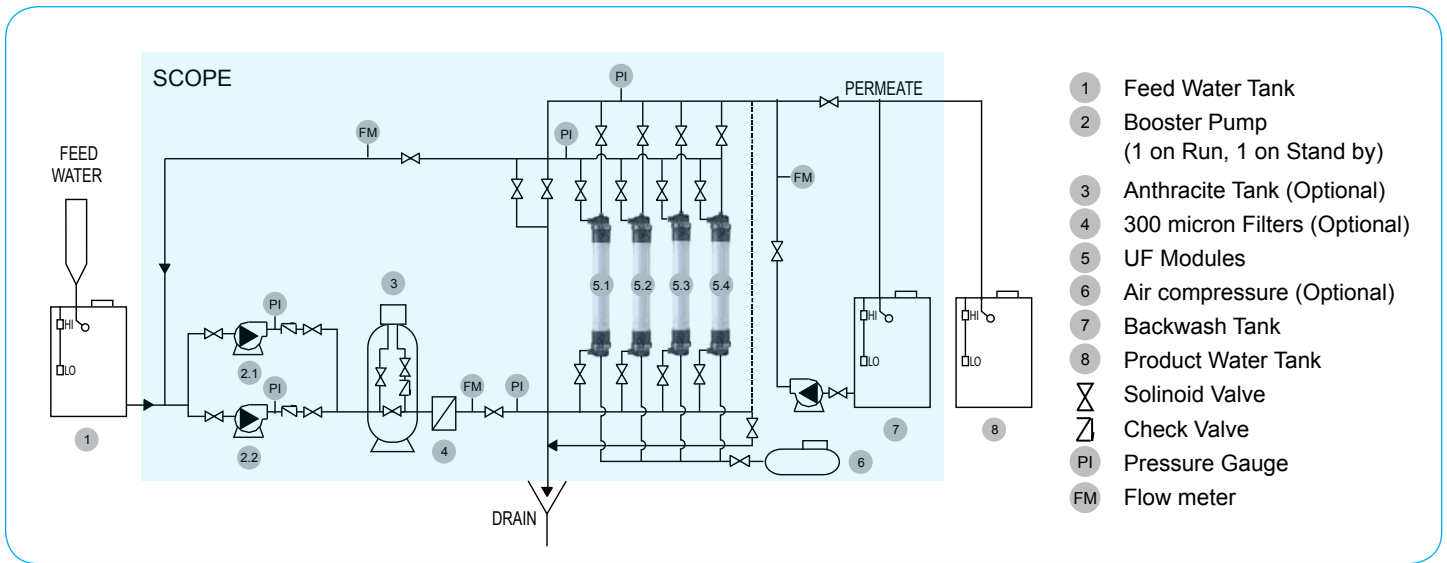 SCOPE
FEED
WATER
HI
LO
1
PI
2.1
PI
2.2
3
4
FM
PI
FM
PI
PI
PERMEATE
5.1
5.2
5.3
5.4
FM
6
HI
LO
7
HI
LO
8
DRAIN
1 Feed Water Tank
2 Booster Pump
(1 on Run, 1 on Stand by)
3 Anthracite Tank (Optional)
4 300 micron Filters (Optional)
5 UF Modules
6 Air compressure (Optional)
7 Backwash Tank
8 Product Water Tank
Solinoid Valve
Check Valve
PI Pressure Gauge
FM Flow meter